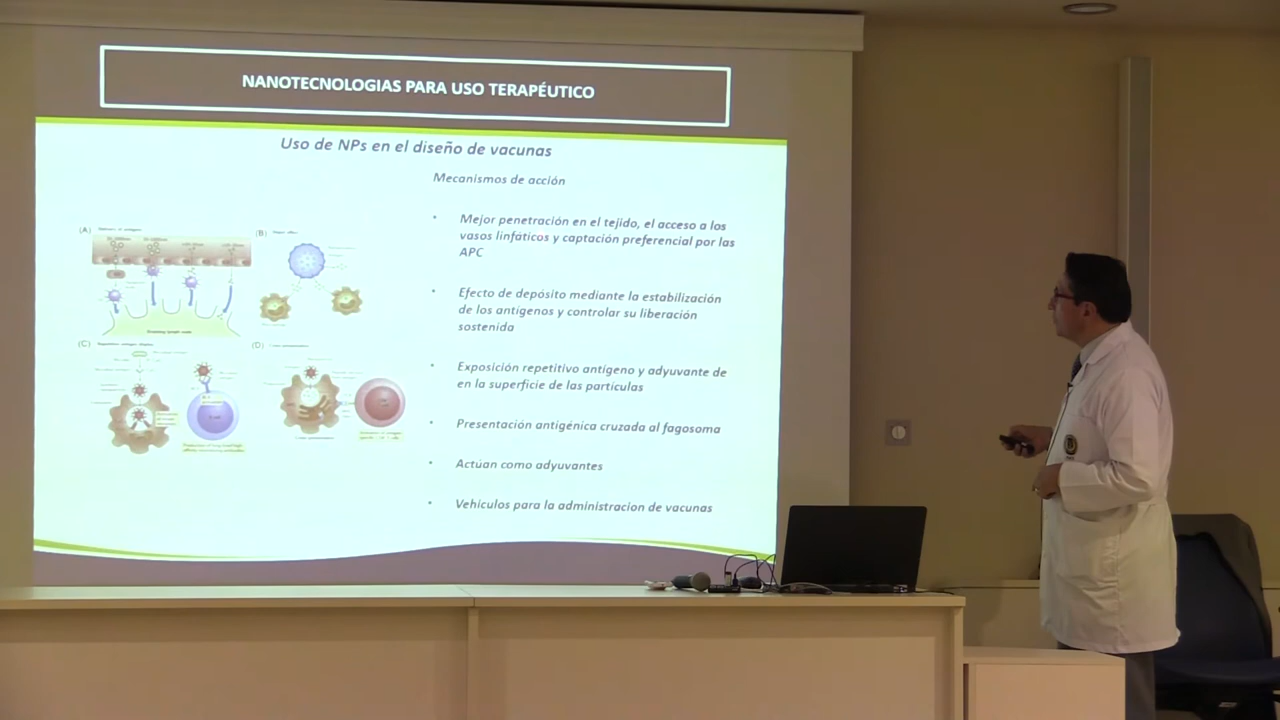 NANOTECNOLOGIAS PARA USO TERAPÉUTICO
Uso de NPs en el diseño de vacunas
Mecanismos de acción
• Mejor penetración en el tejido, el acceso a los
vasos linfáticos y captación preferencial por las
APC
• Efecto de depósito mediante la estabilización
de los antígenos y controlar su liberación
sostenida
• Exposición repetitivo antígeno y adyuvante de
en la superficie de las partículas
• Presentación antigénica cruzada al fagosoma
• Actúan como adyuvantes
• Vehículos para la administracion de vacunas
(A)
(B)
(C)
(D)